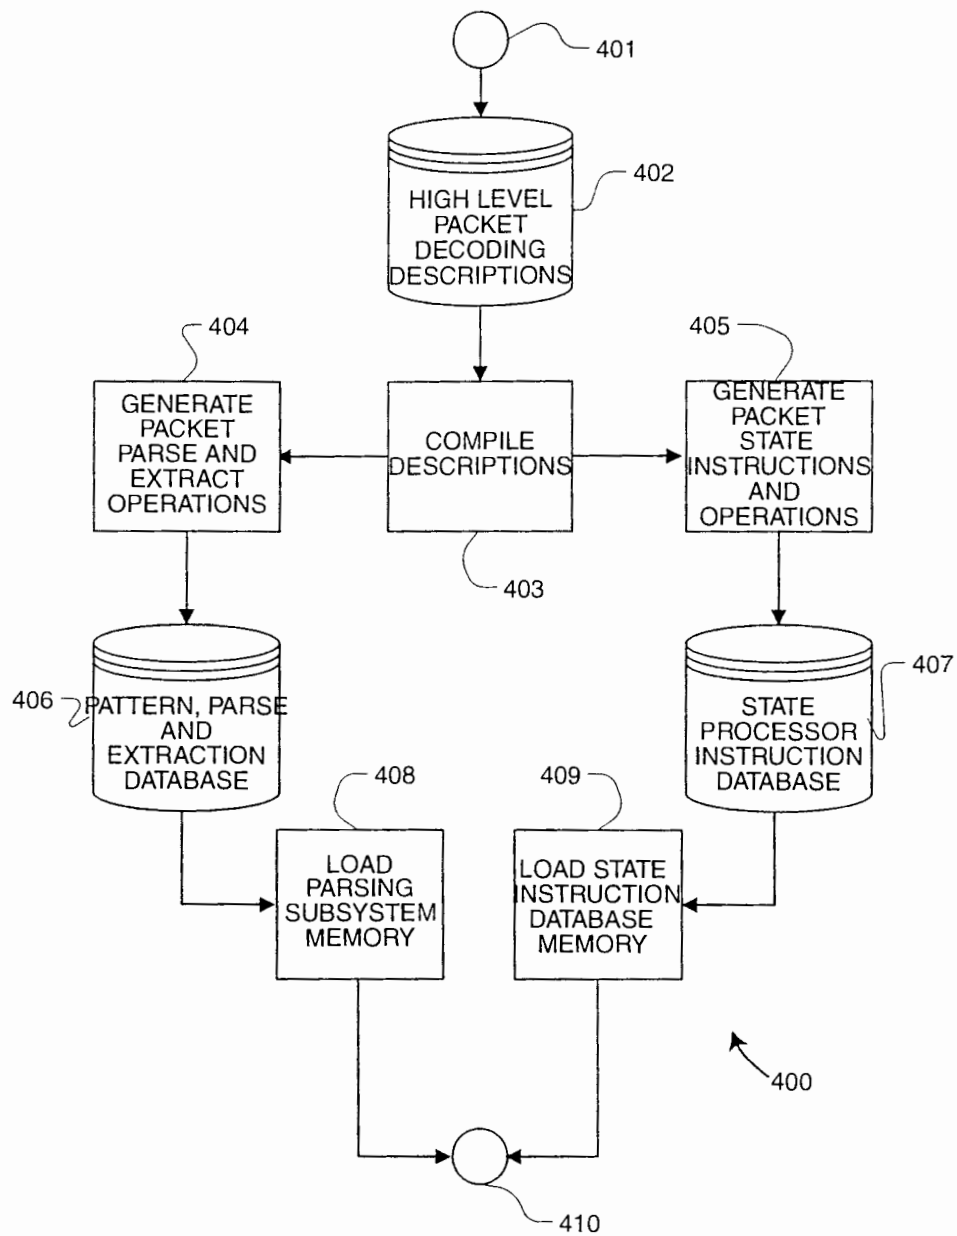 401
402
HIGH LEVEL
PACKET
DECODING
DESCRIPTIONS
404
405
GENERATE
PACKET
PARSE AND
EXTRACT
OPERATIONS
COMPILE
DESCRIPTIONS
GENERATE
PACKET
STATE
INSTRUCTIONS
AND
OPERATIONS
403
406
PATTERN, PARSE
AND
EXTRACTION
DATABASE
407
STATE
PROCESSOR
INSTRUCTION
DATABASE
408
409
LOAD
PARSING
SUBSYSTEM
MEMORY
LOAD STATE
INSTRUCTION
DATABASE
MEMORY
400
410